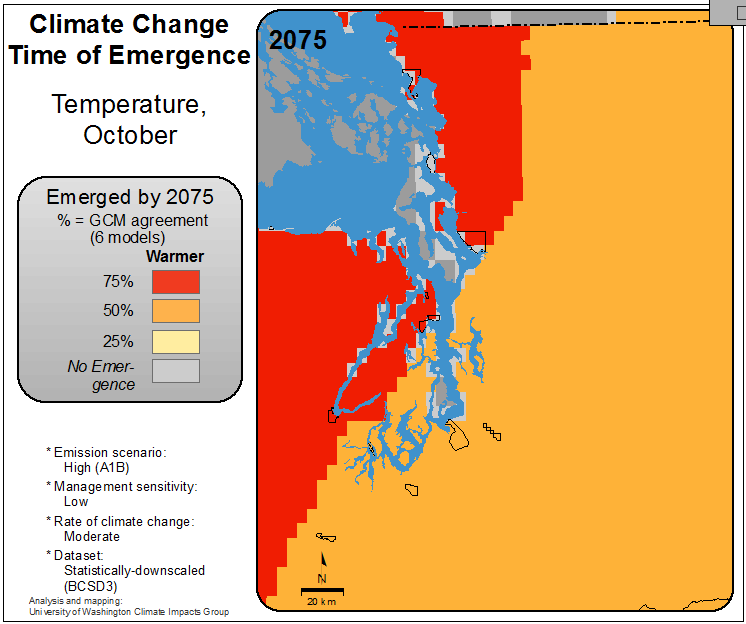 Climate Change
Time of Emergence
Temperature,
October
Emerged by 2075
% = GCM agreement
(6 models)
Warmer
75%
50%
25%
No Emer-
gence
* Emission scenario:
High (A1B)
* Management sensitivity:
Low
* Rate of climate change:
Moderate
* Dataset:
Statistically-downscaled
(BCSD3)
Analysis and mapping:
University of Washington Climate Impacts Group
2075
N
20 km